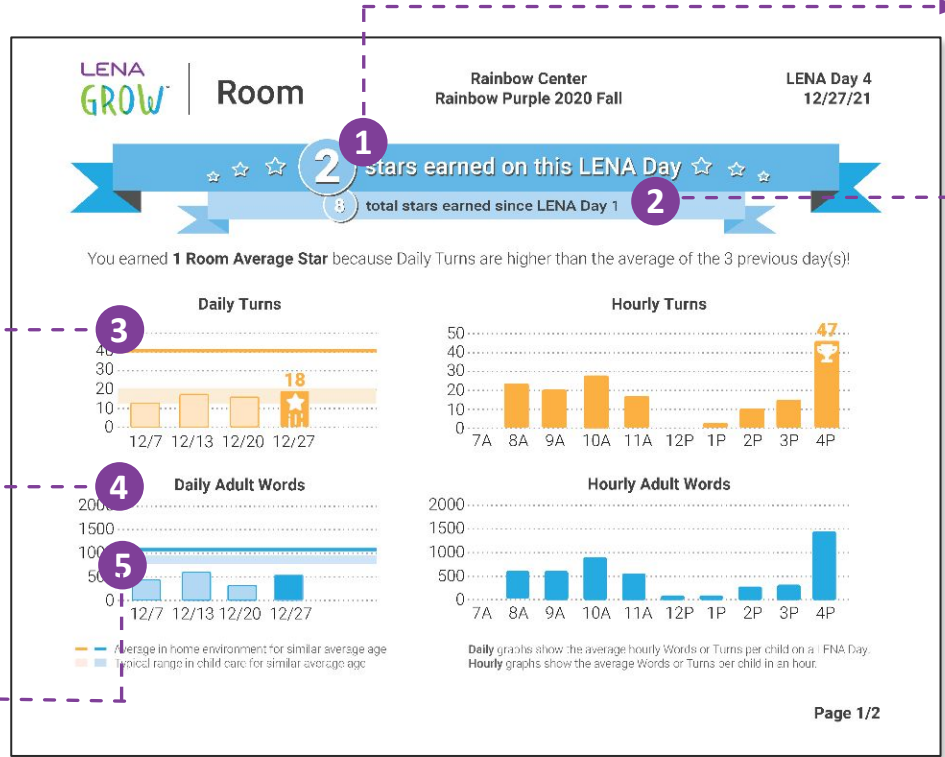 1
LENA
GROW™
Room
Rainbow Center
Rainbow Purple 2020 Fall
LENA Day 4
12/27/21
2 stars earned on this LENA Day
8 total stars earned since LENA Day 1
2
You earned 1 Room Average Star because Daily Turns are higher than the average of the 3 previous day(s)!
3
Daily Turns
40
30
20
10
0
18
12/7 12/13 12/20 12/27
Hourly Turns
50
40
30
20
10
0
47
7A 8A 9A 10A 11A 12P 1P 2P 3P 4P
4
Daily Adult Words
2000
1500
1000
5
500
0
12/7 12/13 12/20 12/27
Hourly Adult Words
2000
1500
1000
500
0
7A 8A 9A 10A 11A 12P 1P 2P 3P 4P
Average in home environment for similar average age
Typical range in child care for similar average age
Daily graphs show the average hourly Words or Turns per child on a LENA Day.
Hourly graphs show the average Words or Turns per child in an hour.
Page 1/2